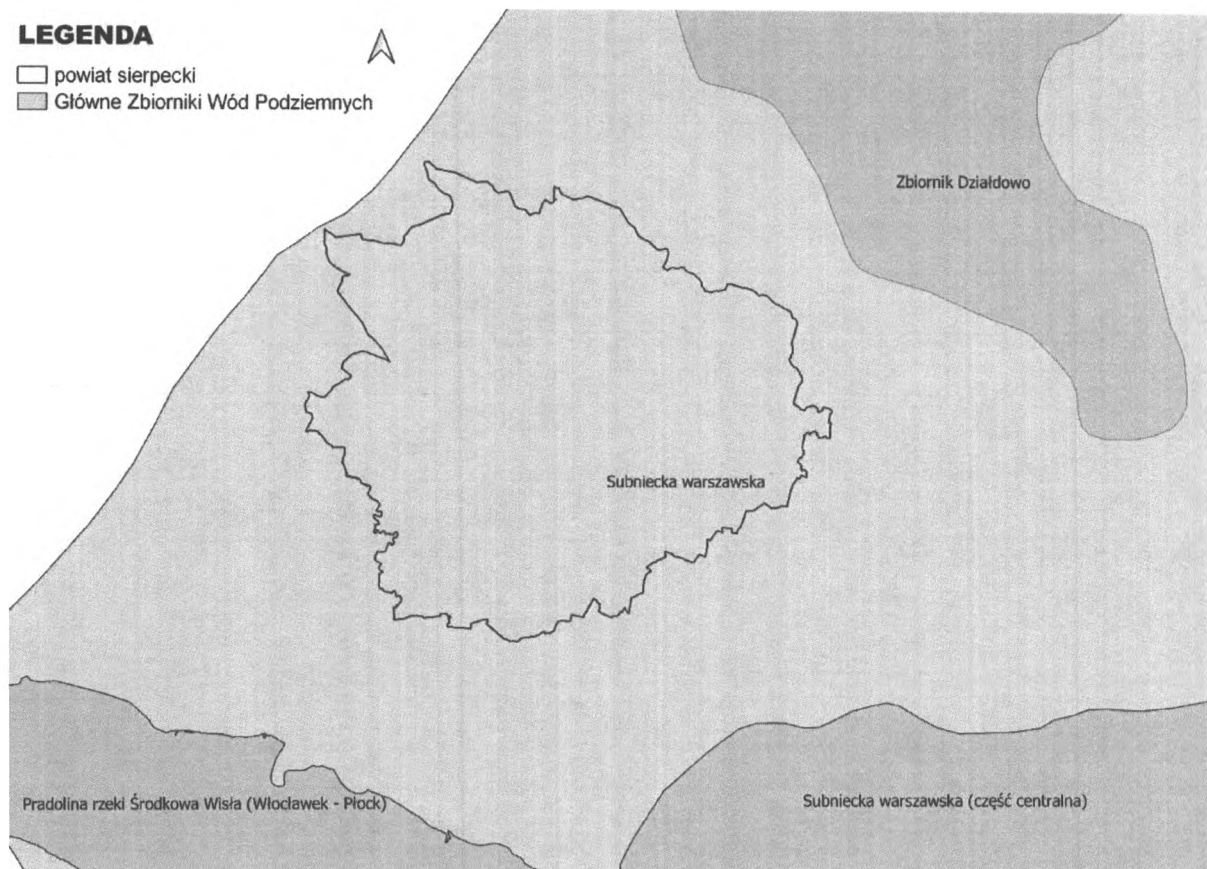 LEGENDA
powiat sierpecki
Główne Zbiorniki Wód Podziemnych
Zbiornik Działdowo
Subniecka warszawska
Pradolina rzeki Środkowa Wisła (Włocławek - Płock)
Subniecka warszawska (część centralna)